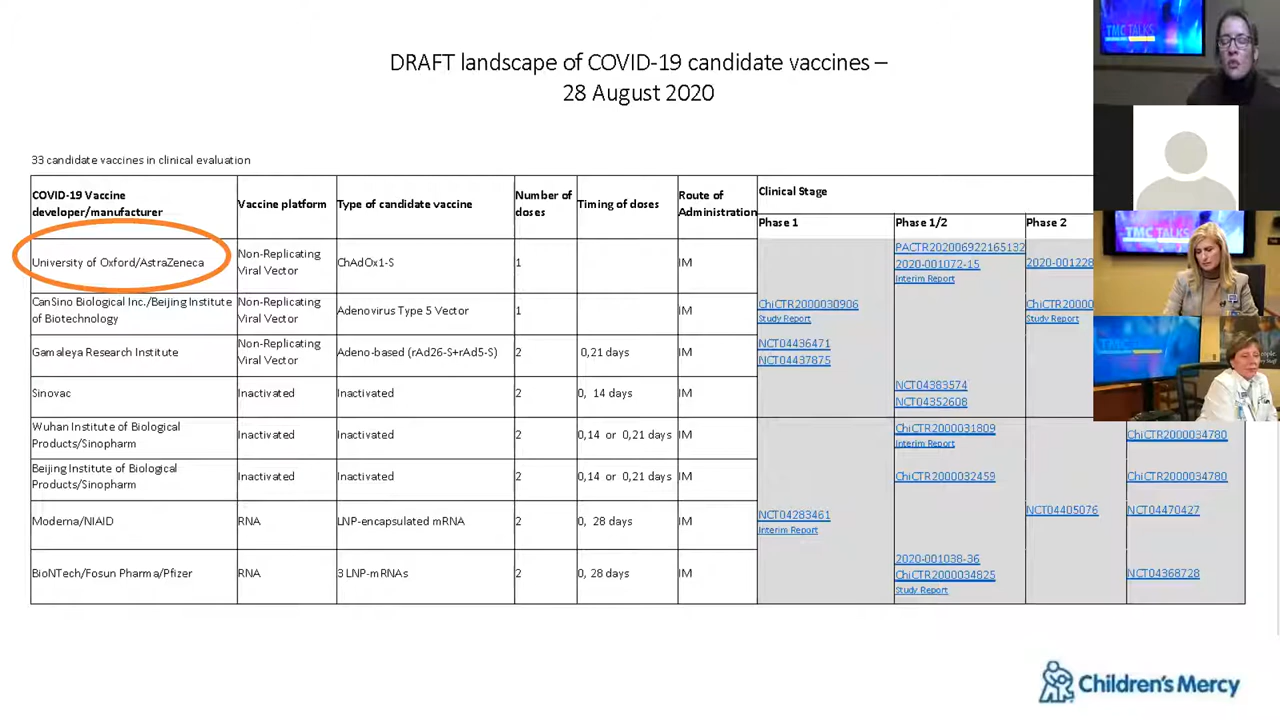 DRAFT landscape of COVID-19 candidate vaccines –
28 August 2020
33 candidate vaccines in clinical evaluation
COVID-19 Vaccine
developer/manufacturer
Vaccine platform
Type of candidate vaccine
Number of
doses
Timing of doses
Route of
Administration
Clinical Stage
Phase 1
Phase 1/2
Phase 2
University of Oxford/AstraZeneca
Non-Replicating
Viral Vector
ChAdOx1-S
1
IM
PACTR202006922165132
2020-001072-15
Interim Report
2020-001228
CanSino Biological Inc./Beijing Institute
of Biotechnology
Non-Replicating
Viral Vector
Adenovirus Type 5 Vector
1
IM
ChiCTR2000030906
Study Report
ChiCTR2000
Study Report
Gamaleya Research Institute
Non-Replicating
Viral Vector
Adeno-based (rAd26-S+rAd5-S)
2
0,21 days
IM
NCT04436471
NCT04437875
Sinovac
Inactivated
Inactivated
2
0, 14 days
IM
NCT04383574
NCT04352608
Wuhan Institute of Biological
Products/Sinopharm
Inactivated
Inactivated
2
0,14 or 0,21 days
IM
ChiCTR2000031809
Interim Report
ChiCTR2000034780
Beijing Institute of Biological
Products/Sinopharm
Inactivated
Inactivated
2
0,14 or 0,21 days
IM
ChiCTR2000032459
ChiCTR2000034780
Moderna/NIAID
RNA
LNP-encapsulated mRNA
2
0, 28 days
IM
NCT04283461
Interim Report
NCT04405076
NCT04470427
BioNTech/Fosun Pharma/Pfizer
RNA
3 LNP-mRNAs
2
0, 28 days
IM
2020-001038-36
ChiCTR2000034825
Study Report
NCT04368728
TMC TALKS
TMC TALKS
Children's Mercy